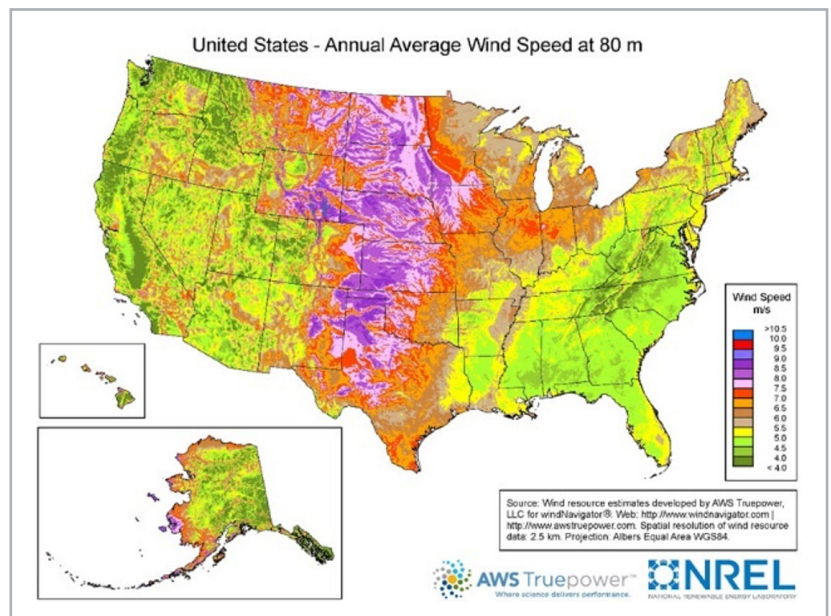 United States - Annual Average Wind Speed at 80 m
Wind Speed
m/s
>10.5
10.0
9.5
9.0
8.5
8.0
7.5
7.0
6.5
6.0
5.5
5.0
4.5
4.0
< 4.0
Source: Wind resource estimates developed by AWS Truepower,
LLC for windNavigator®. Web: http://www.windnavigator.com |
http://www.awstruepower.com. Spatial resolution of wind resource
data: 2.5 km. Projection: Albers Equal Area WGS84.
AWS Truepower™
Where science delivers performance.
NREL
NATIONAL RENEWABLE ENERGY LABORATORY